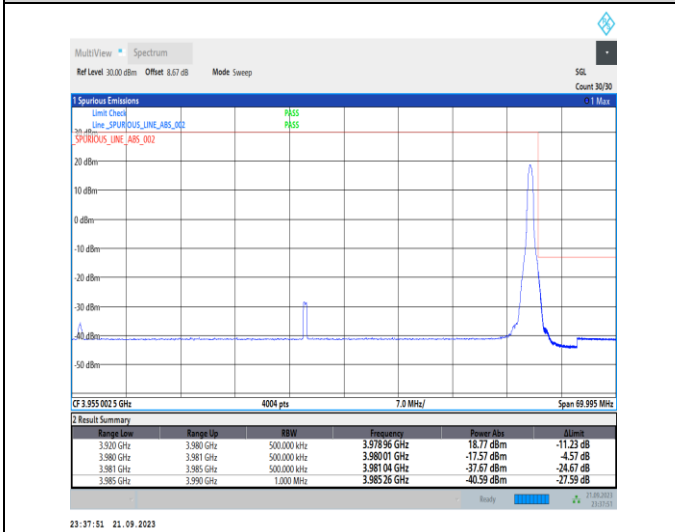 MultiView Spectrum
Ref Level 30.00 dBm Offset 8.67 dB Mode Sweep SGL
Count 30/30
1 Spurious Emissions 1 Max
Limit Check PASS
Line _SPURIOUS_LINE_ABS_002 PASS
_SPURIOUS_LINE_ABS_002
20 dBm
10 dBm
0 dBm
-10 dBm
-20 dBm
-30 dBm
-40 dBm
-50 dBm
CF 3.955 002 5 GHz 4004 pts 7.0 MHz/ Span 69.995 MHz
2 Result Summary
Range Low Range Up RBW Frequency Power Abs ΔLimit
3.920 GHz 3.980 GHz 500.000 kHz 3.978 96 GHz 18.77 dBm -11.23 dB
3.980 GHz 3.981 GHz 500.000 kHz 3.980 01 GHz -17.57 dBm -4.57 dB
3.981 GHz 3.985 GHz 500.000 kHz 3.981 04 GHz -37.67 dBm -24.67 dB
3.985 GHz 3.990 GHz 1.000 MHz 3.985 26 GHz -40.59 dBm -27.59 dB
Ready 21.09.2023
23:37:51
23:37:51 21.09.2023